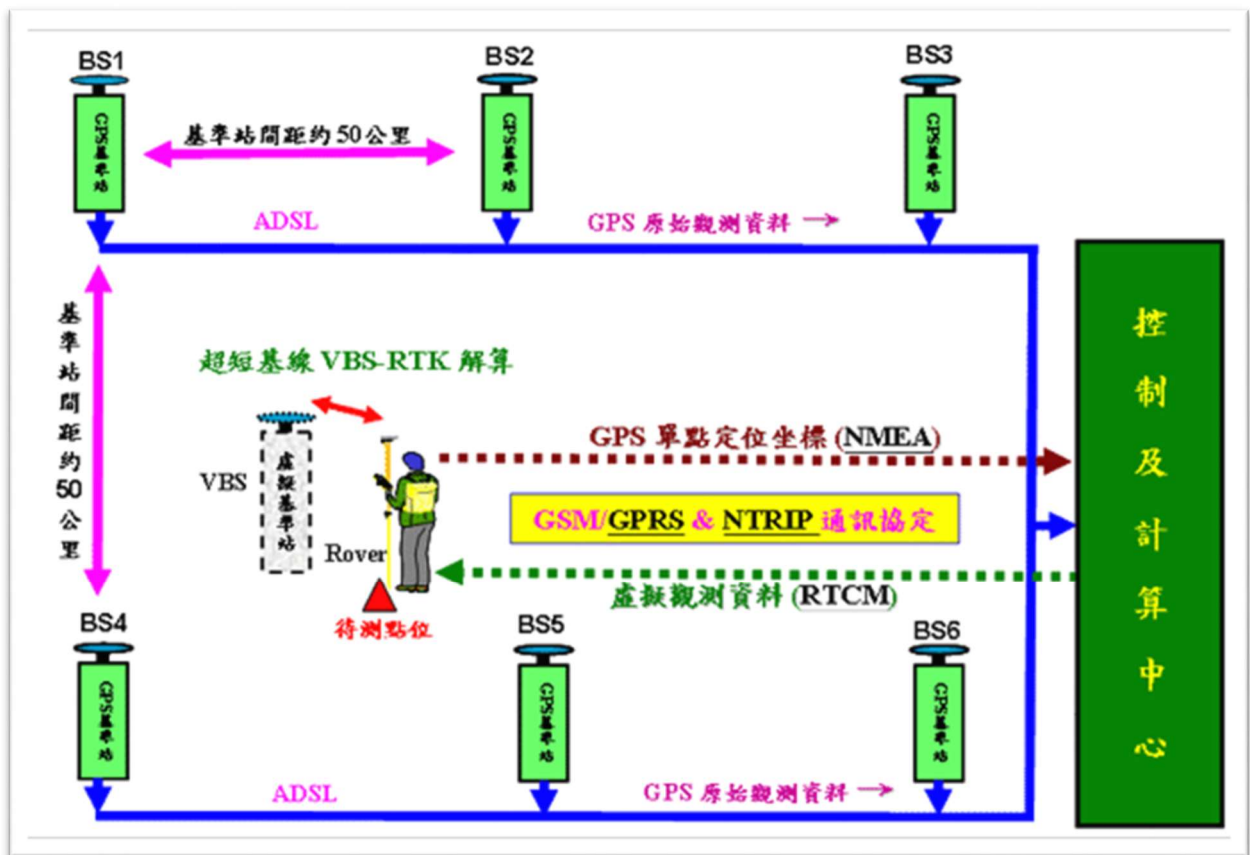 BS1
BS2
BS3
GPS基準站
GPS基準站
GPS基準站
基準站間距約 50 公里
ADSL
GPS 原始觀測資料 →
基準站間距約50公里
超短基線 VBS-RTK 解算
VBS
虛擬基準站
Rover
待測點位
GPS 單點定位坐標 (NMEA)
GSM/GPRS & NTRIP 通訊協定
虛擬觀測資料 (RTCM)
控制及計算中心
BS4
BS5
BS6
GPS基準站
GPS基準站
GPS基準站
ADSL
GPS 原始觀測資料 →